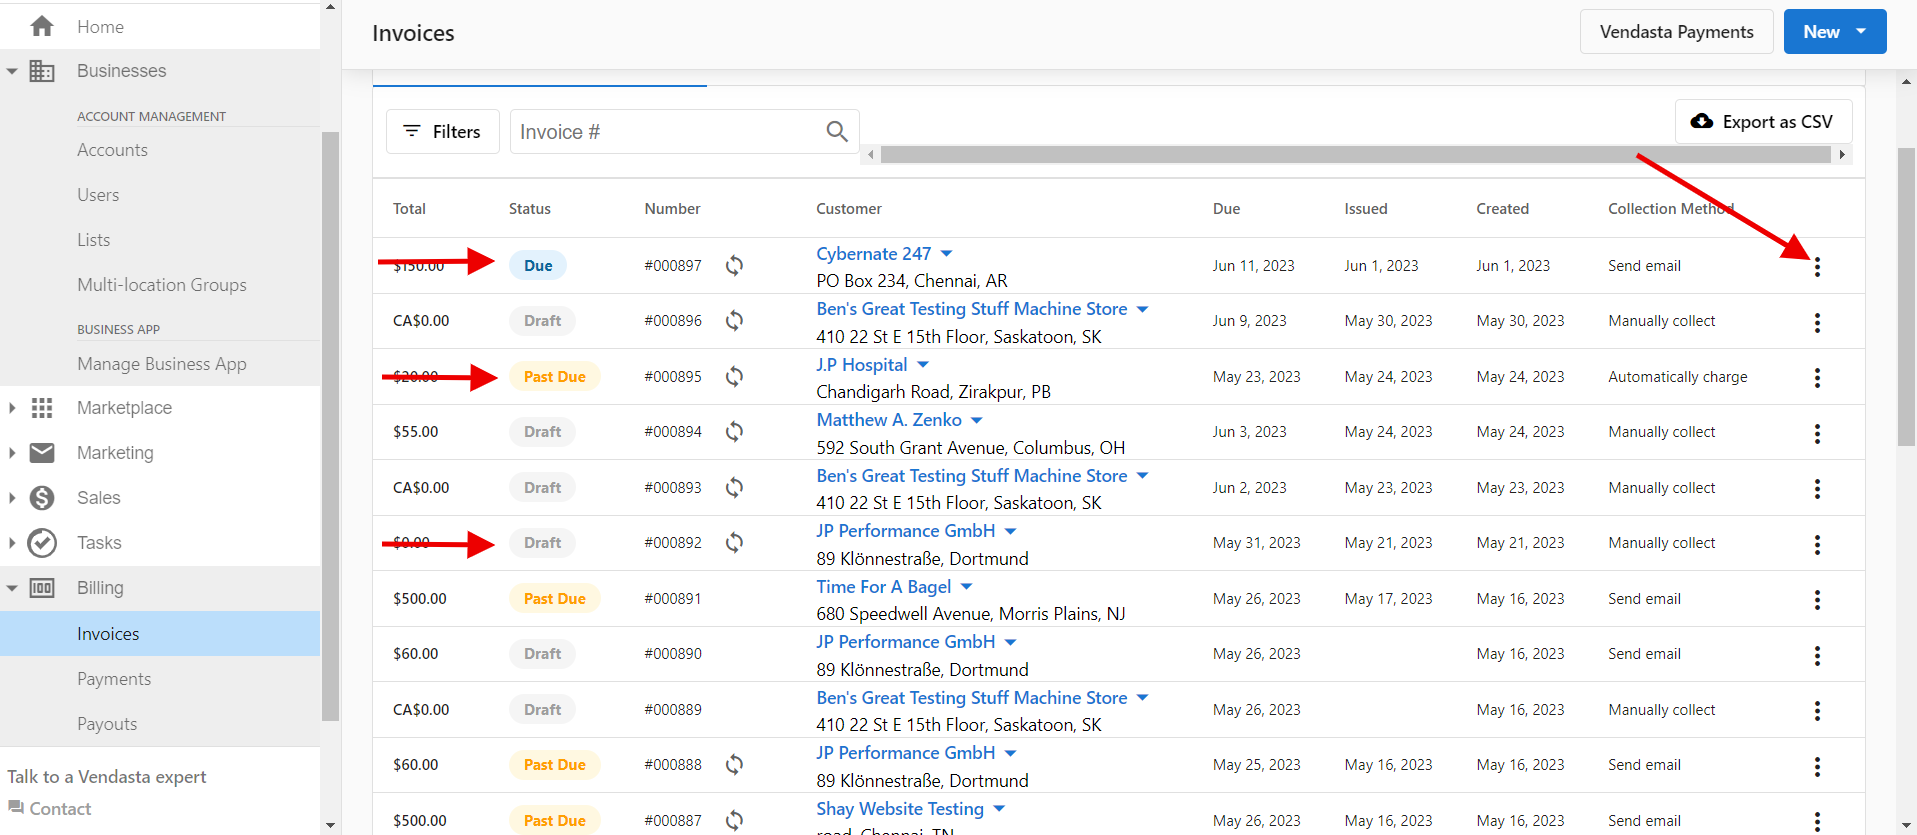 Home
Businesses
ACCOUNT MANAGEMENT
Accounts
Users
Lists
Multi-location Groups
BUSINESS APP
Manage Business App
Marketplace
Marketing
Sales
Tasks
Billing
Invoices
Payments
Payouts
Talk to a Vendasta expert
Contact
Invoices
Vendasta Payments
New
Filters
Invoice #
Export as CSV
Total Status Number Customer Due Issued Created Collection Method
$150.00 Due #000897 Cybernate 247 Jun 11, 2023 Jun 1, 2023 Jun 1, 2023 Send email
PO Box 234, Chennai, AR
CA$0.00 Draft #000896 Ben's Great Testing Stuff Machine Store Jun 9, 2023 May 30, 2023 May 30, 2023 Manually collect
410 22 St E 15th Floor, Saskatoon, SK
$20.00 Past Due #000895 J.P Hospital May 23, 2023 May 24, 2023 May 24, 2023 Automatically charge
Chandigarh Road, Zirakpur, PB
$55.00 Draft #000894 Matthew A. Zenko Jun 3, 2023 May 24, 2023 May 24, 2023 Manually collect
592 South Grant Avenue, Columbus, OH
CA$0.00 Draft #000893 Ben's Great Testing Stuff Machine Store Jun 2, 2023 May 23, 2023 May 23, 2023 Manually collect
410 22 St E 15th Floor, Saskatoon, SK
$0.00 Draft #000892 JP Performance GmbH May 31, 2023 May 21, 2023 May 21, 2023 Manually collect
89 Klönnestraße, Dortmund
$500.00 Past Due #000891 Time For A Bagel May 26, 2023 May 17, 2023 May 16, 2023 Send email
680 Speedwell Avenue, Morris Plains, NJ
$60.00 Draft #000890 JP Performance GmbH May 26, 2023 May 16, 2023 Send email
89 Klönnestraße, Dortmund
CA$0.00 Draft #000889 Ben's Great Testing Stuff Machine Store May 26, 2023 May 16, 2023 Manually collect
410 22 St E 15th Floor, Saskatoon, SK
$60.00 Past Due #000888 JP Performance GmbH May 25, 2023 May 16, 2023 May 16, 2023 Send email
89 Klönnestraße, Dortmund
$500.00 Past Due #000887 Shay Website Testing May 26, 2023 May 16, 2023 May 16, 2023 Send email
road, Chennai, TN